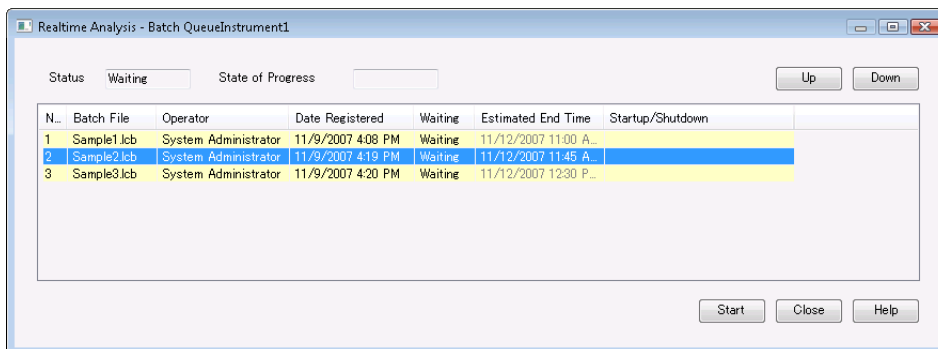 Realtime Analysis - Batch QueueInstrument1
Status Waiting State of Progress Up Down
N... Batch File Operator Date Registered Waiting Estimated End Time Startup/Shutdown
1 Sample1.lcb System Administrator 11/9/2007 4:08 PM Waiting 11/12/2007 11:00 A...
2 Sample2.lcb System Administrator 11/9/2007 4:19 PM Waiting 11/12/2007 11:45 A...
3 Sample3.lcb System Administrator 11/9/2007 4:20 PM Waiting 11/12/2007 12:30 P...
Start Close Help